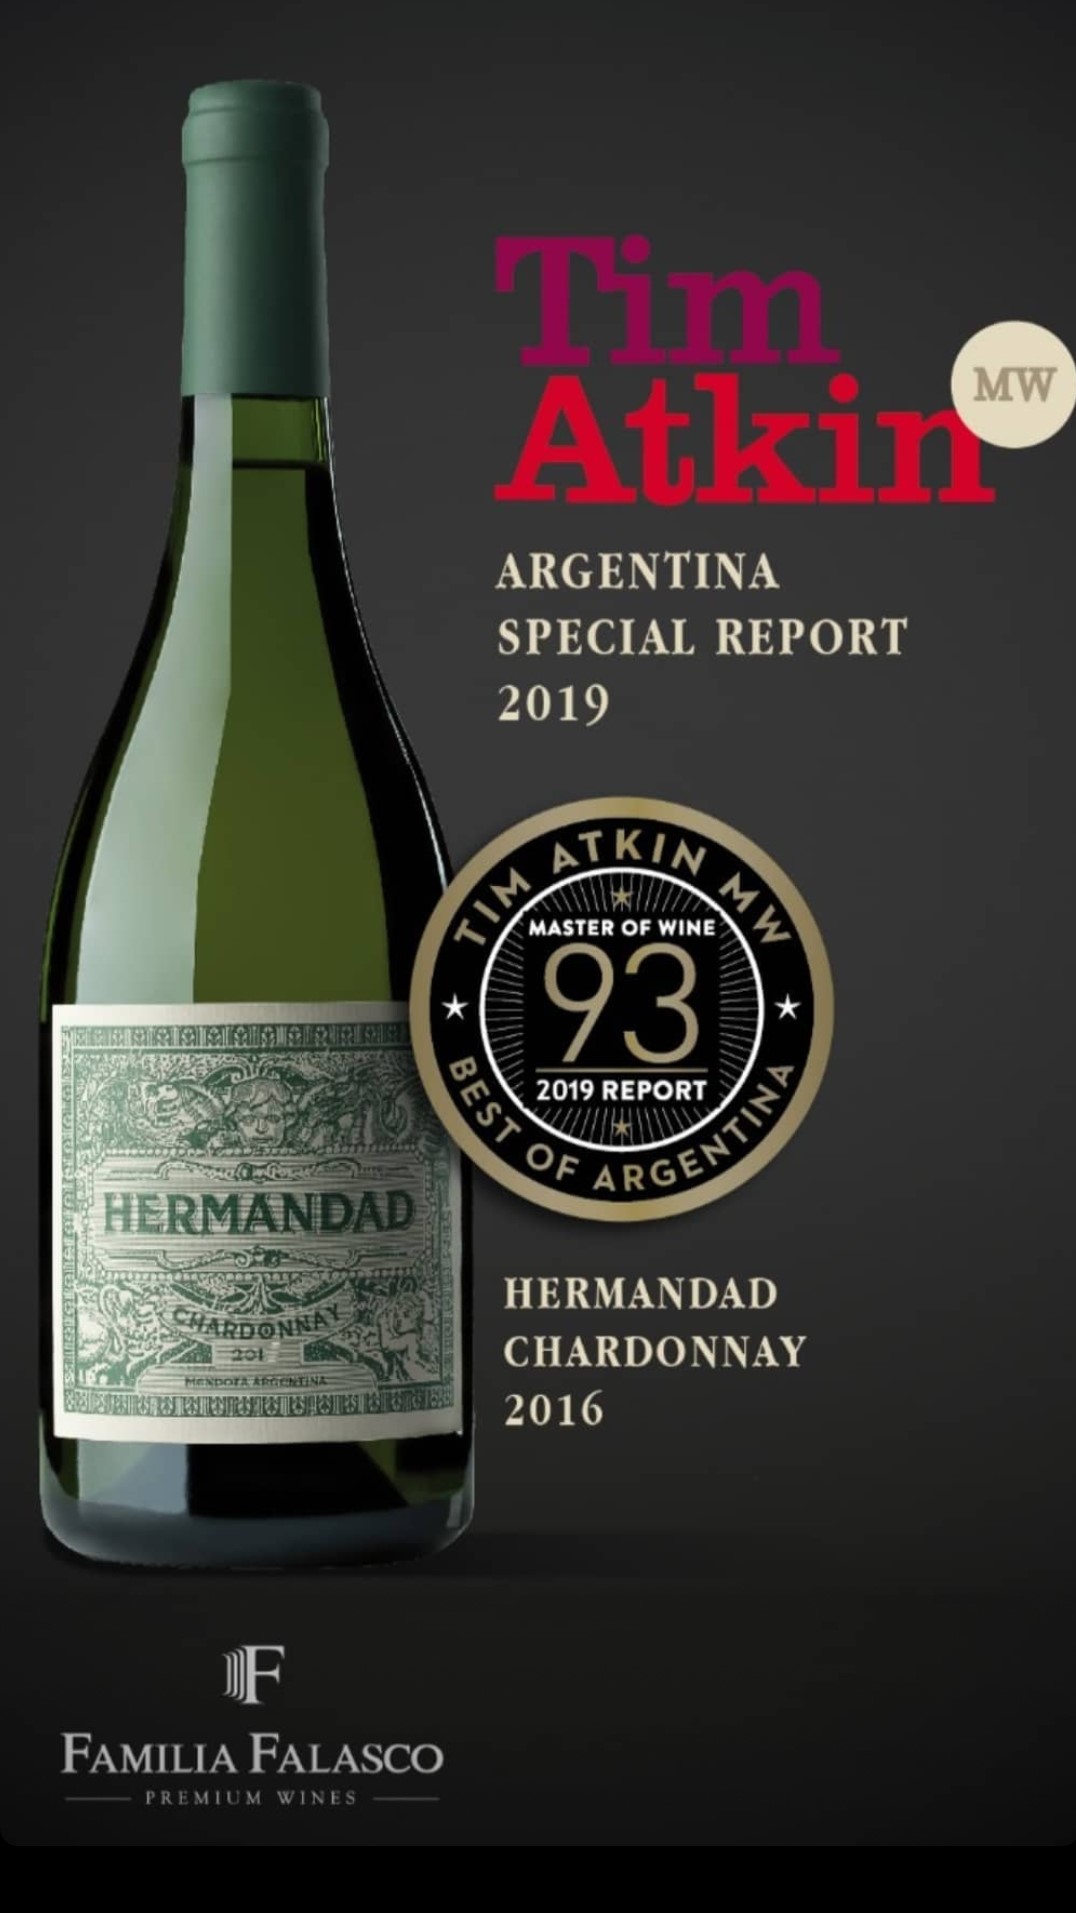 Tim
Atkin
MW
ARGENTINA
SPECIAL REPORT
2019
TIM ATKIN MW
MASTER OF WINE
93
2019 REPORT
BEST OF ARGENTINA
HERMANDAD
CHARDONNAY
MENDOZA ARGENTINA
HERMANDAD
CHARDONNAY
2016
F
FAMILIA FALASCO
PREMIUM WINES